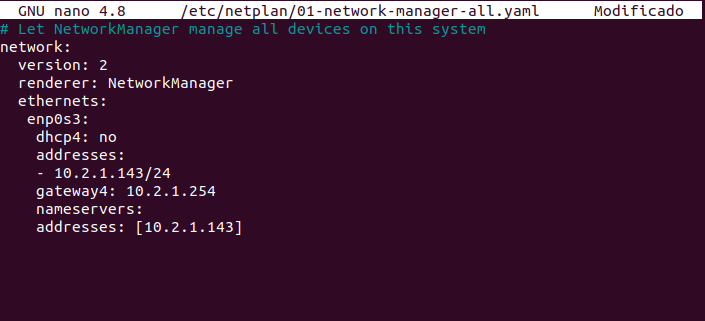 GNU nano 4.8 /etc/netplan/01-network-manager-all.yaml Modificado
# Let NetworkManager manage all devices on this system
network:
  version: 2
  renderer: NetworkManager
  ethernets:
   enp0s3:
    dhcp4: no
    addresses:
    - 10.2.1.143/24
    gateway4: 10.2.1.254
    nameservers:
    addresses: [10.2.1.143]